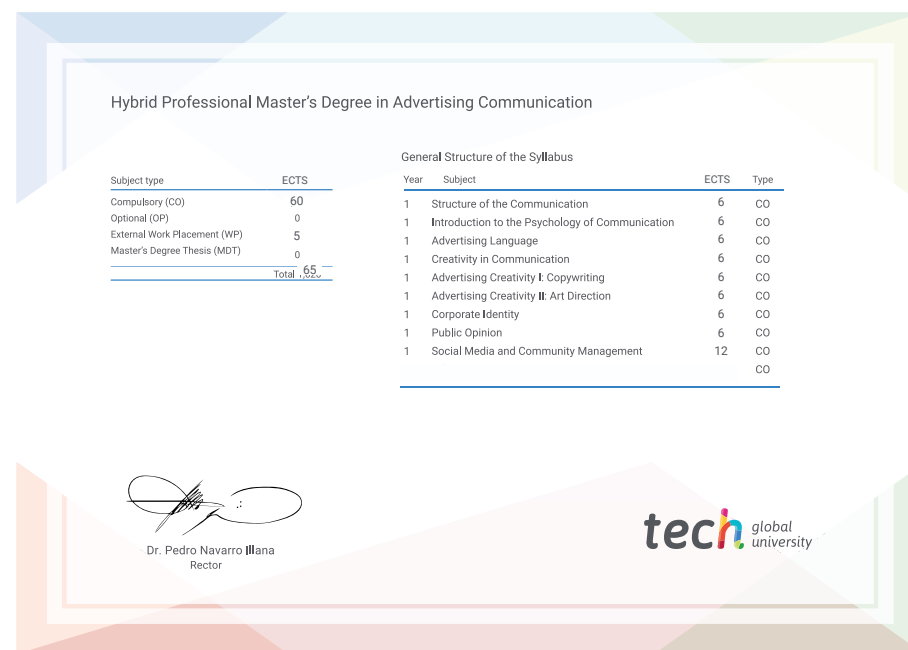 Hybrid Professional Master's Degree in Advertising Communication
Subject type ECTS
Compulsory (CO) 60
Optional (OP) 0
External Work Placement (WP) 5
Master's Degree Thesis (MDT) 0
Total 65
General Structure of the Syllabus
Year Subject ECTS Type
1 Structure of the Communication 6 CO
1 Introduction to the Psychology of Communication 6 CO
1 Advertising Language 6 CO
1 Creativity in Communication 6 CO
1 Advertising Creativity I: Copywriting 6 CO
1 Advertising Creativity II: Art Direction 6 CO
1 Corporate Identity 6 CO
1 Public Opinion 6 CO
1 Social Media and Community Management 12 CO
CO
Dr. Pedro Navarro Illana
Rector
tech global
university